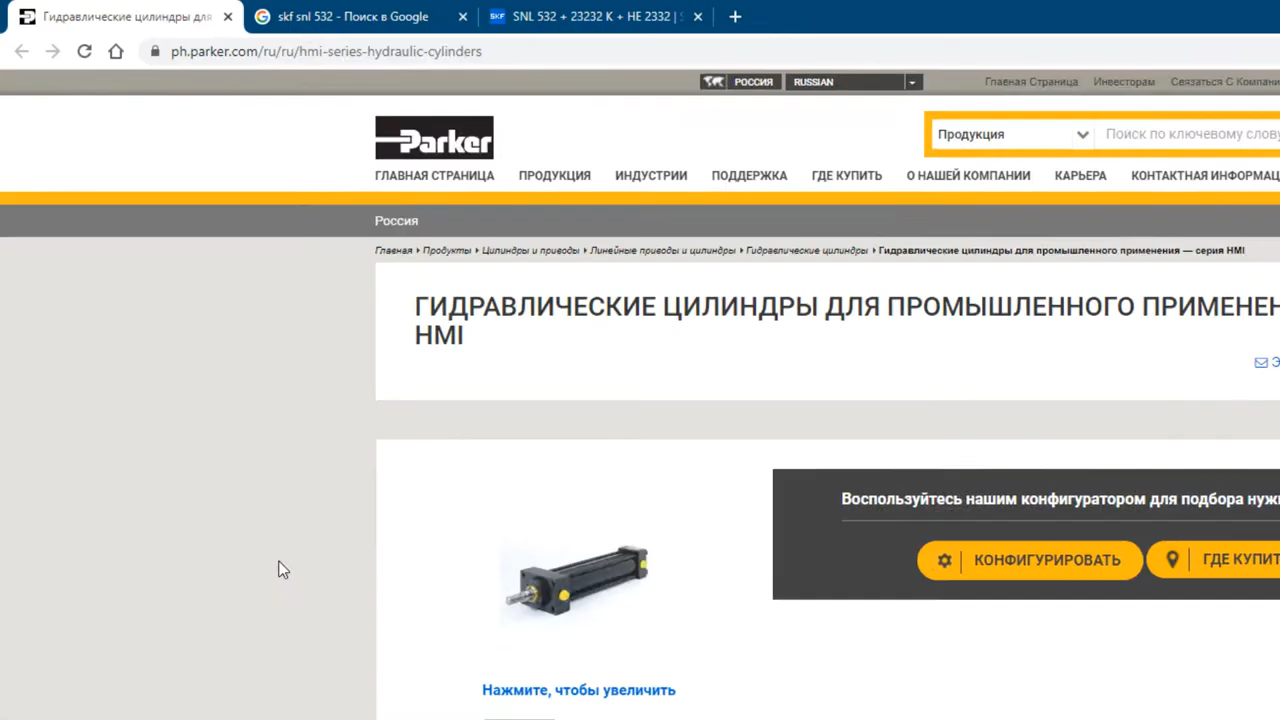 Гидравлические цилиндры для
skf snl 532 - Поиск в Google
SKF SNL 532 + 23232 K + HE 2332 |
ph.parker.com/ru/ru/hmi-series-hydraulic-cylinders
РОССИЯ RUSSIAN Главная Страница Инвесторам Связаться С Компани
Parker
Продукция Поиск по ключевому слову
ГЛАВНАЯ СТРАНИЦА ПРОДУКЦИЯ ИНДУСТРИИ ПОДДЕРЖКА ГДЕ КУПИТЬ О НАШЕЙ КОМПАНИИ КАРЬЕРА КОНТАКТНАЯ ИНФОРМАЦ
Россия
Главная Продукты Цилиндры и приводы Линейные приводы и цилиндры Гидравлические цилиндры Гидравлические цилиндры для промышленного применения — серия HMI
ГИДРАВЛИЧЕСКИЕ ЦИЛИНДРЫ ДЛЯ ПРОМЫШЛЕННОГО ПРИМЕНЕН
HMI
Э
Воспользуйтесь нашим конфигуратором для подбора нуж
КОНФИГУРИРОВАТЬ ГДЕ КУПИТ
Нажмите, чтобы увеличить